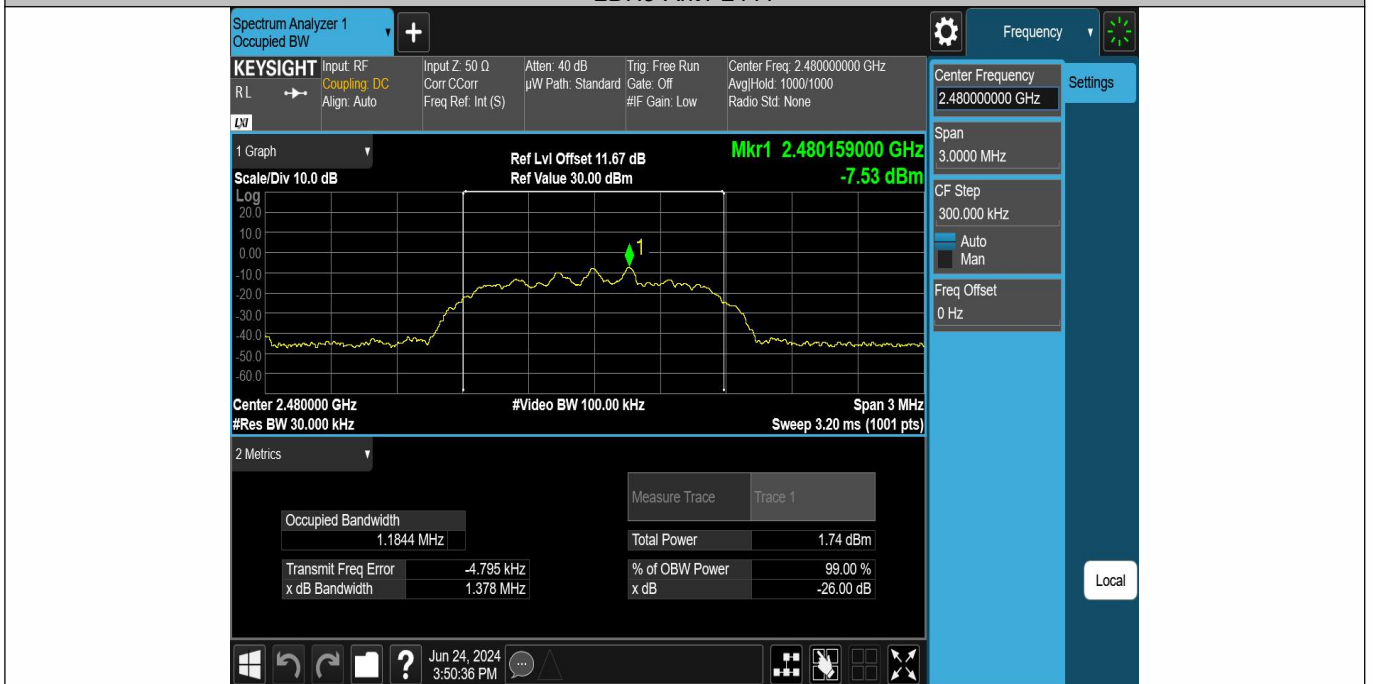 Spectrum Analyzer 1
Occupied BW
Frequency
KEYSIGHT
R L
LXI
Input: RF
Coupling: DC
Align: Auto
Input Z: 50 Ω
Corr CCorr
Freq Ref: Int (S)
Atten: 40 dB
µW Path: Standard
Trig: Free Run
Gate: Off
#IF Gain: Low
Center Freq: 2.480000000 GHz
Avg|Hold: 1000/1000
Radio Std: None
Center Frequency
2.480000000 GHz
Settings
Span
3.0000 MHz
CF Step
300.000 kHz
Auto
Man
Freq Offset
0 Hz
Local
1 Graph
Scale/Div 10.0 dB
Ref Lvl Offset 11.67 dB
Ref Value 30.00 dBm
Mkr1 2.480159000 GHz
-7.53 dBm
Log
20.0
10.0
0.00
-10.0
-20.0
-30.0
-40.0
-50.0
-60.0
1
Center 2.480000 GHz
#Res BW 30.000 kHz
#Video BW 100.00 kHz
Span 3 MHz
Sweep 3.20 ms (1001 pts)
2 Metrics
Measure Trace Trace 1
Occupied Bandwidth
1.1844 MHz
Total Power 1.74 dBm
Transmit Freq Error -4.795 kHz
% of OBW Power 99.00 %
x dB Bandwidth 1.378 MHz
x dB -26.00 dB
?
Jun 24, 2024
3:50:36 PM